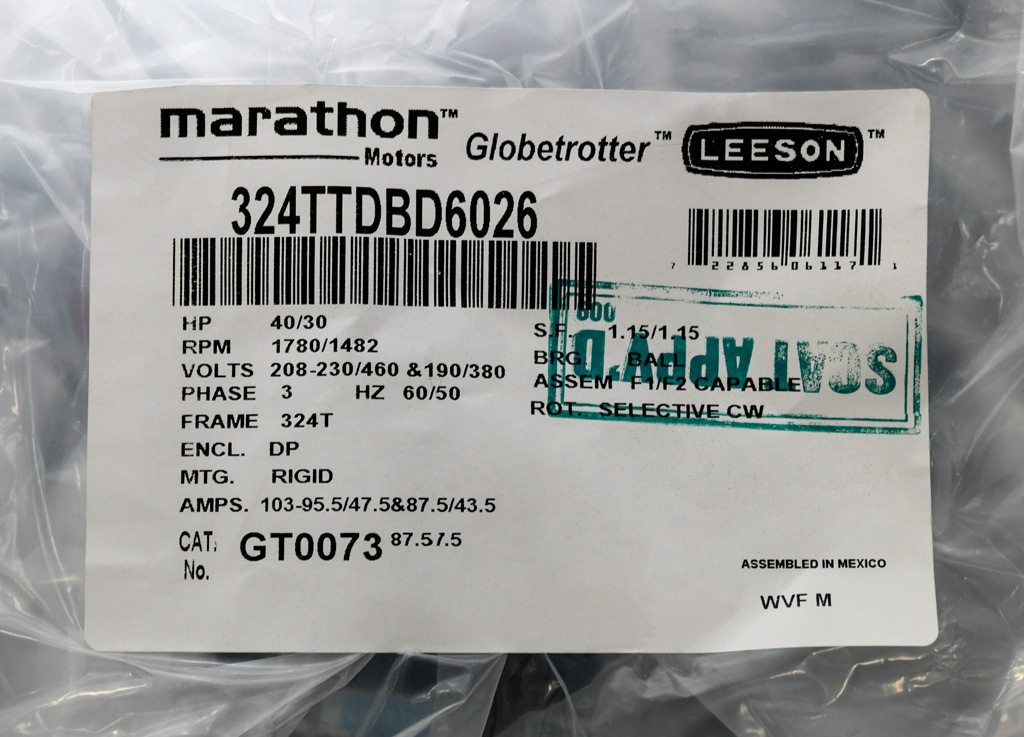 marathon™
Motors
Globetrotter™
LEESON™
324TTDBD6026
7 22856 06117 1
HP 40/30
RPM 1780/1482
VOLTS 208-230/460 &190/380
PHASE 3 HZ 60/50
FRAME 324T
ENCL. DP
MTG. RIGID
AMPS. 103-95.5/47.5&87.5/43.5
CAT. No. GT0073 87.57.5
S.F. 1.15/1.15
BRG. BALL
ASSEM F1/F2 CAPABLE
ROT. SELECTIVE CW
SCAT APP'V'D
009
ASSEMBLED IN MEXICO
WVF M